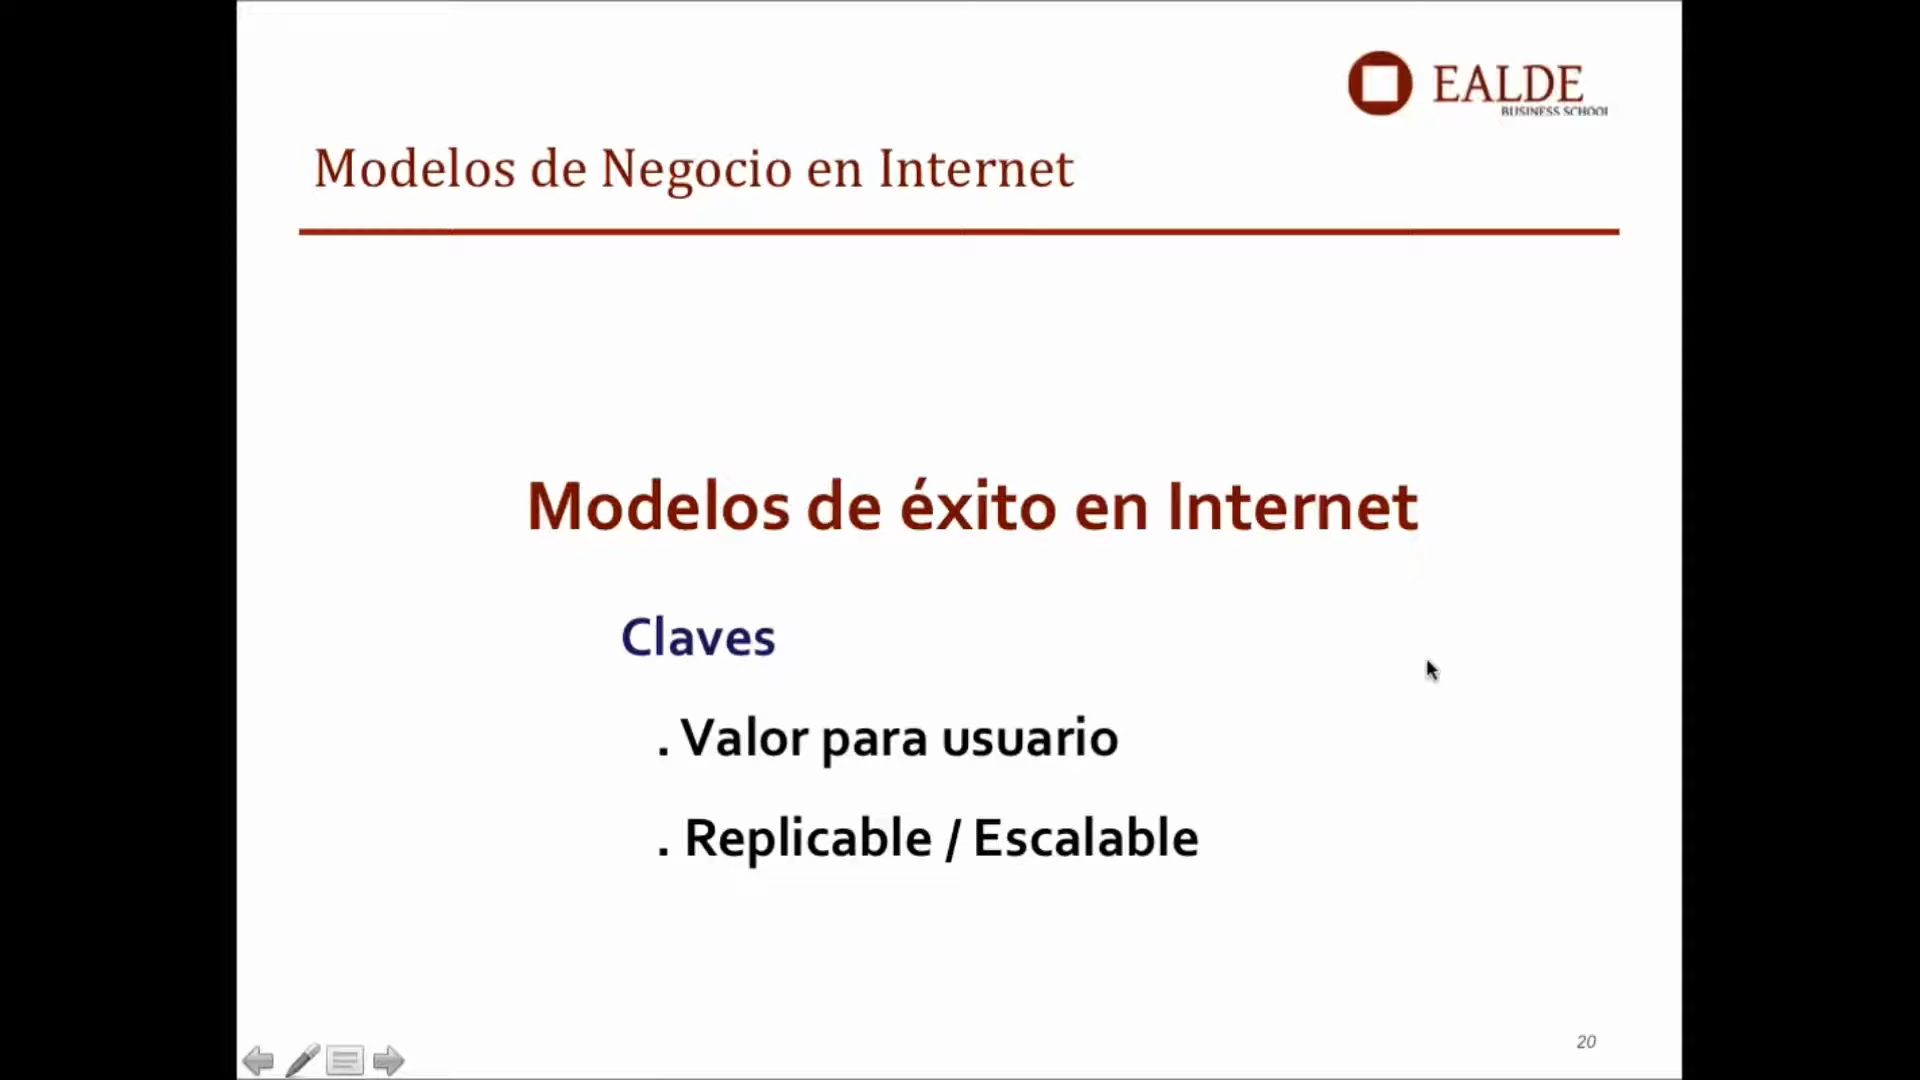 EALDE
BUSINESS SCHOOL
Modelos de Negocio en Internet
Modelos de éxito en Internet
Claves
. Valor para usuario
. Replicable / Escalable
20